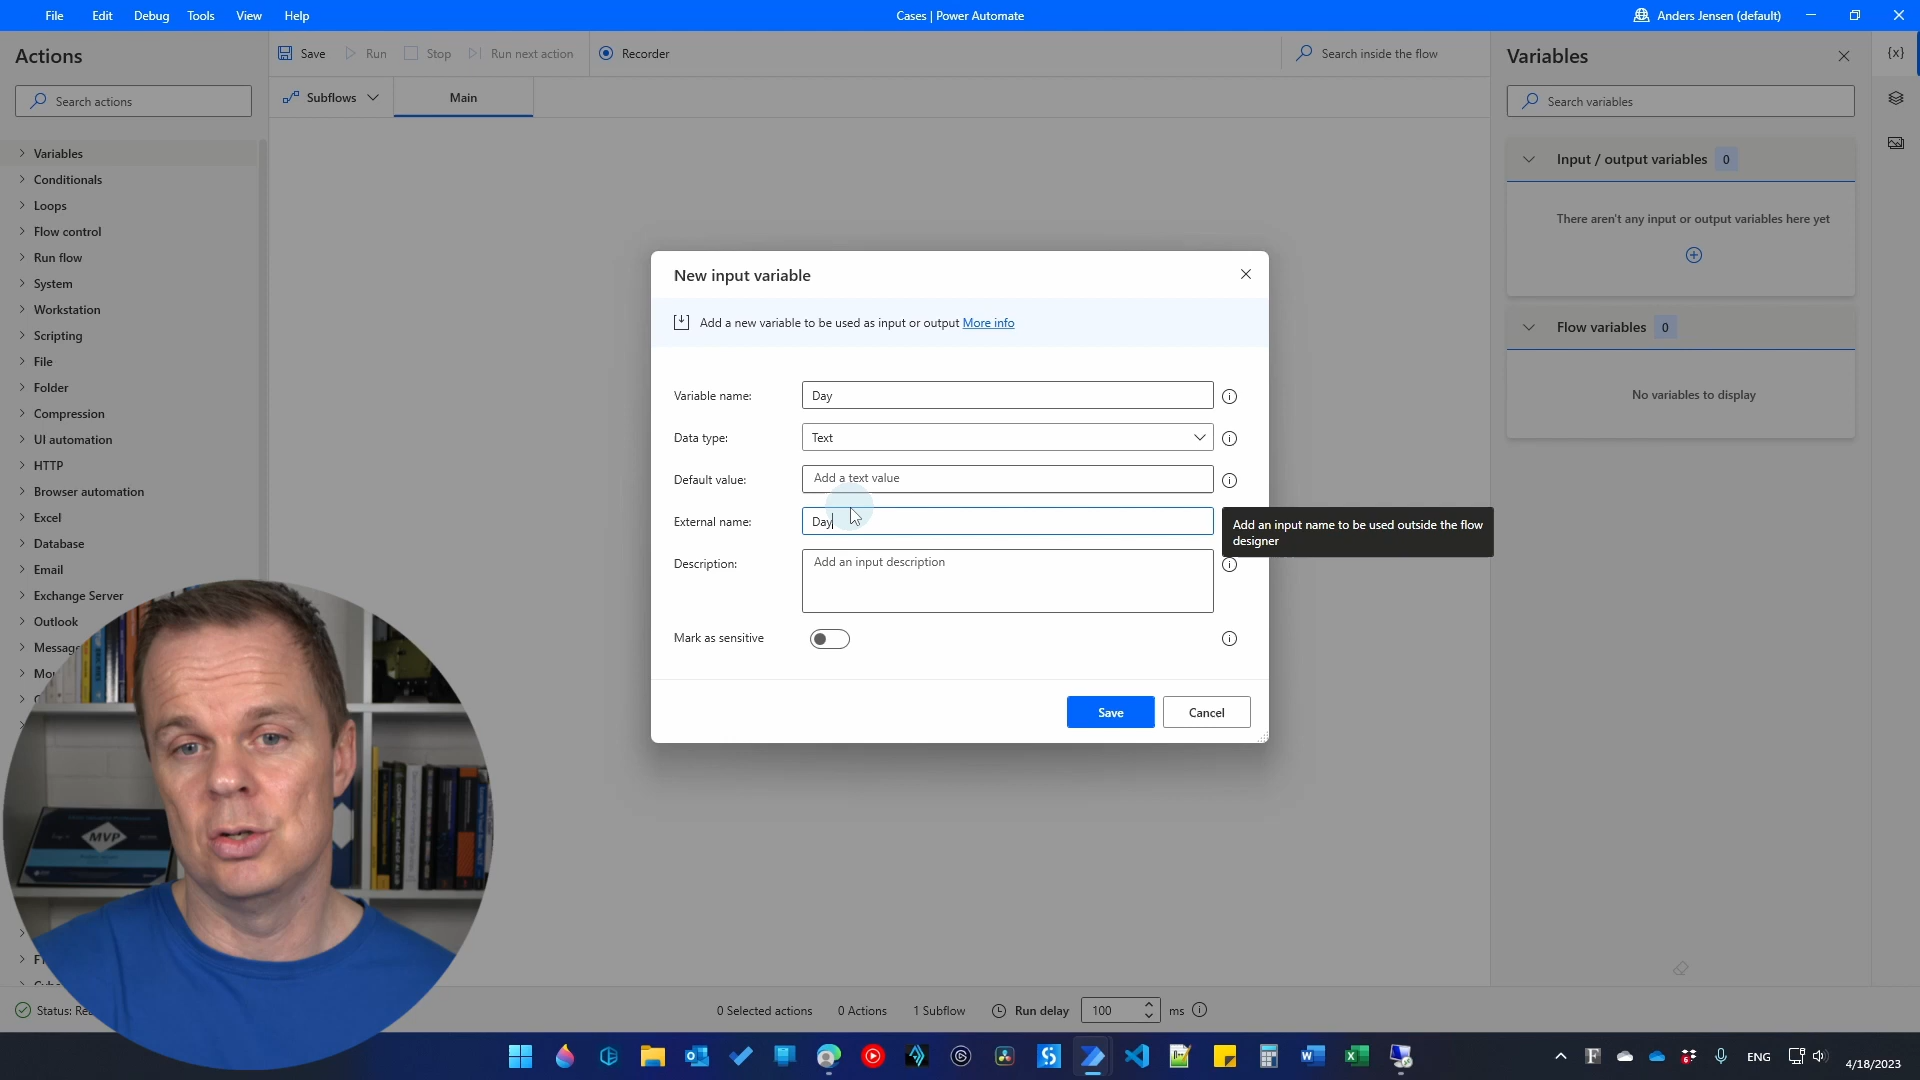 File Edit Debug Tools View Help
Cases | Power Automate
Anders Jensen (default)
Actions
Search actions
Variables
Conditionals
Loops
Flow control
Run flow
System
Workstation
Scripting
File
Folder
Compression
UI automation
HTTP
Browser automation
Excel
Database
Email
Exchange Server
Outlook
Message
Save Run Stop Run next action Recorder
Search inside the flow
Subflows Main
New input variable
Add a new variable to be used as input or output More info
Variable name: Day
Data type: Text
Default value: Add a text value
External name: Day
Add an input name to be used outside the flow
designer
Description: Add an input description
Mark as sensitive
Save Cancel
Variables
{x}
Search variables
Input / output variables 0
There aren't any input or output variables here yet
Flow variables 0
No variables to display
MVP
Status: Rea
0 Selected actions 0 Actions 1 Subflow Run delay 100 ms
ENG
4/18/2023